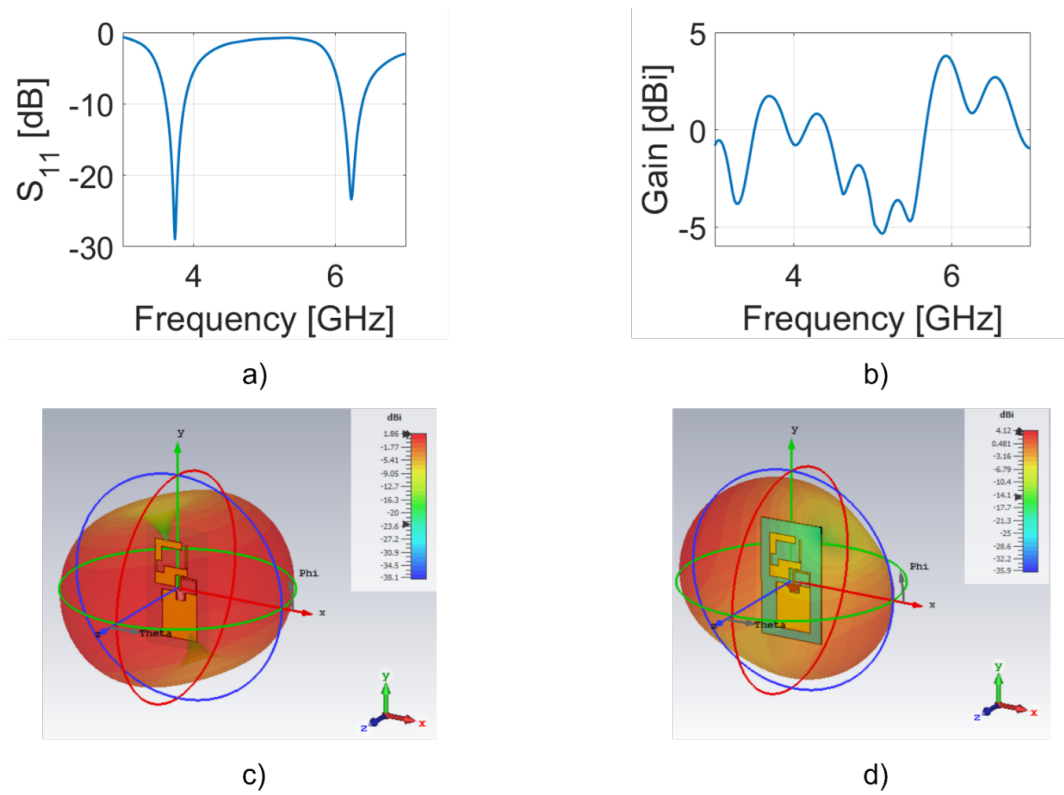 0
-10
-20
-30
S11 [dB]
4
6
Frequency [GHz]
a)
5
0
-5
Gain [dBi]
4
6
Frequency [GHz]
b)
dBi
1.86
-1.77
-5.41
-9.05
-12.7
-16.3
-20
-23.6
-27.2
-30.9
-34.5
-38.1
y
Phi
x
z
Theta
y
z
x
c)
dBi
4.12
0.481
-3.16
-6.79
-10.4
-14.1
-17.7
-21.4
-25
-28.6
-32.2
-35.9
y
Phi
x
z
Theta
y
z
x
d)